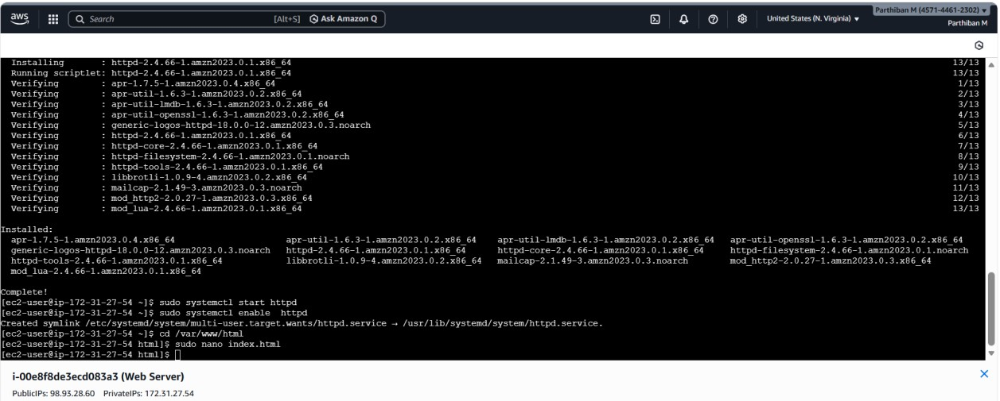 aws
Search [Alt+S] Ask Amazon Q United States (N. Virginia) ▼ Parthiban M (4571-4461-2302) ▼
Parthiban M
Installing : httpd-2.4.66-1.amzn2023.0.1.x86_64 13/13
Running scriptlet: httpd-2.4.66-1.amzn2023.0.1.x86_64 13/13
Verifying : apr-1.7.5-1.amzn2023.0.4.x86_64 1/13
Verifying : apr-util-1.6.3-1.amzn2023.0.2.x86_64 2/13
Verifying : apr-util-lmdb-1.6.3-1.amzn2023.0.2.x86_64 3/13
Verifying : apr-util-openssl-1.6.3-1.amzn2023.0.2.x86_64 4/13
Verifying : generic-logos-httpd-18.0.0-12.amzn2023.0.3.noarch 5/13
Verifying : httpd-2.4.66-1.amzn2023.0.1.x86_64 6/13
Verifying : httpd-core-2.4.66-1.amzn2023.0.1.x86_64 7/13
Verifying : httpd-filesystem-2.4.66-1.amzn2023.0.1.noarch 8/13
Verifying : httpd-tools-2.4.66-1.amzn2023.0.1.x86_64 9/13
Verifying : libbrotli-1.0.9-4.amzn2023.0.2.x86_64 10/13
Verifying : mailcap-2.1.49-3.amzn2023.0.3.noarch 11/13
Verifying : mod_http2-2.0.27-1.amzn2023.0.3.x86_64 12/13
Verifying : mod_lua-2.4.66-1.amzn2023.0.1.x86_64 13/13
Installed:
apr-1.7.5-1.amzn2023.0.4.x86_64 apr-util-1.6.3-1.amzn2023.0.2.x86_64 apr-util-lmdb-1.6.3-1.amzn2023.0.2.x86_64 apr-util-openssl-1.6.3-1.amzn2023.0.2.x86_64
generic-logos-httpd-18.0.0-12.amzn2023.0.3.noarch httpd-2.4.66-1.amzn2023.0.1.x86_64 httpd-core-2.4.66-1.amzn2023.0.1.x86_64 httpd-filesystem-2.4.66-1.amzn2023.0.1.noarch
httpd-tools-2.4.66-1.amzn2023.0.1.x86_64 libbrotli-1.0.9-4.amzn2023.0.2.x86_64 mailcap-2.1.49-3.amzn2023.0.3.noarch mod_http2-2.0.27-1.amzn2023.0.3.x86_64
mod_lua-2.4.66-1.amzn2023.0.1.x86_64
Complete!
[ec2-user@ip-172-31-27-54 ~]$ sudo systemctl start httpd
[ec2-user@ip-172-31-27-54 ~]$ sudo systemctl enable  httpd
Created symlink /etc/systemd/system/multi-user.target.wants/httpd.service → /usr/lib/systemd/system/httpd.service.
[ec2-user@ip-172-31-27-54 ~]$ cd /var/www/html
[ec2-user@ip-172-31-27-54 html]$ sudo nano index.html
[ec2-user@ip-172-31-27-54 html]$
i-00e8f8de3ecd083a3 (Web Server)
PublicIPs: 98.93.28.60 PrivateIPs: 172.31.27.54